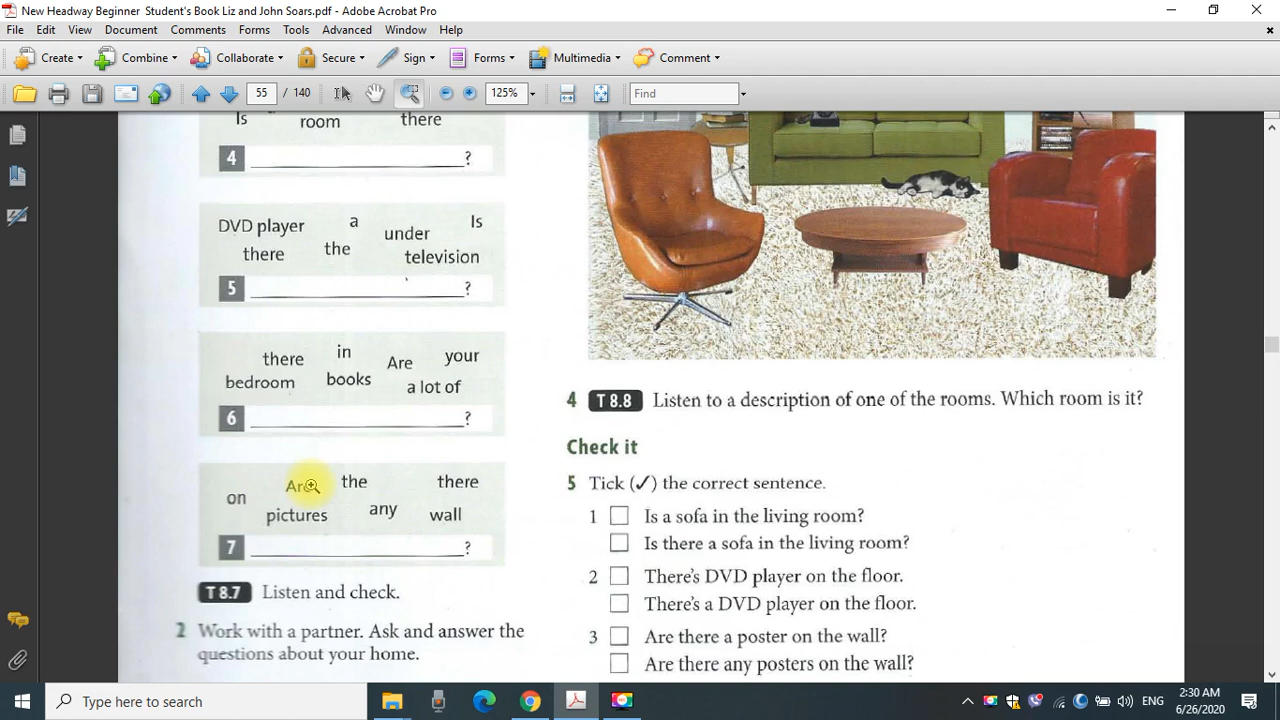 New Headway Beginner  Student's Book Liz and John Soars.pdf - Adobe Acrobat Pro
File Edit View Document Comments Forms Tools Advanced Window Help
Create Combine Collaborate Secure Sign Forms Multimedia Comment
55 / 140 125% Find
Is room there
4 ?
DVD player a under Is
there the television
5 ?
there in Are your
bedroom books a lot of
6 ?
on Are the there
pictures any wall
7 ?
T 8.7 Listen and check.
2 Work with a partner. Ask and answer the
questions about your home.
4 T 8.8 Listen to a description of one of the rooms. Which room is it?
Check it
5 Tick (✓) the correct sentence.
1 Is a sofa in the living room?
Is there a sofa in the living room?
2 There's DVD player on the floor.
There's a DVD player on the floor.
3 Are there a poster on the wall?
Are there any posters on the wall?
Type here to search
ENG
2:30 AM
6/26/2020